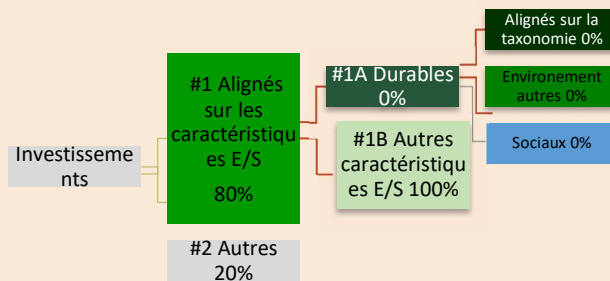 Investisseme
nts
#1 Alignés
sur les
caractéristiqu
es E/S
80%
#2 Autres
20%
#1A Durables
0%
#1B Autres
caractéristiqu
es E/S 100%
Alignés sur la
taxonomie 0%
Environement
autres 0%
Sociaux 0%